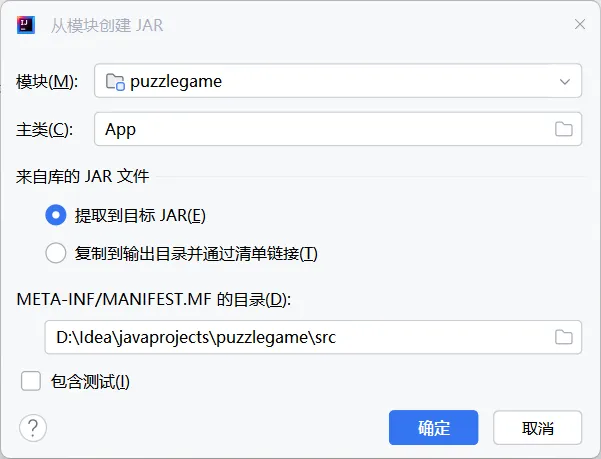 从模块创建 JAR
模块(M): puzzlegame
主类(C): App
来自库的 JAR 文件
提取到目标 JAR(E)
复制到输出目录并通过清单链接(T)
META-INF/MANIFEST.MF 的目录(D):
D:\Idea\javaprojects\puzzlegame\src
包含测试(I)
? 确定 取消